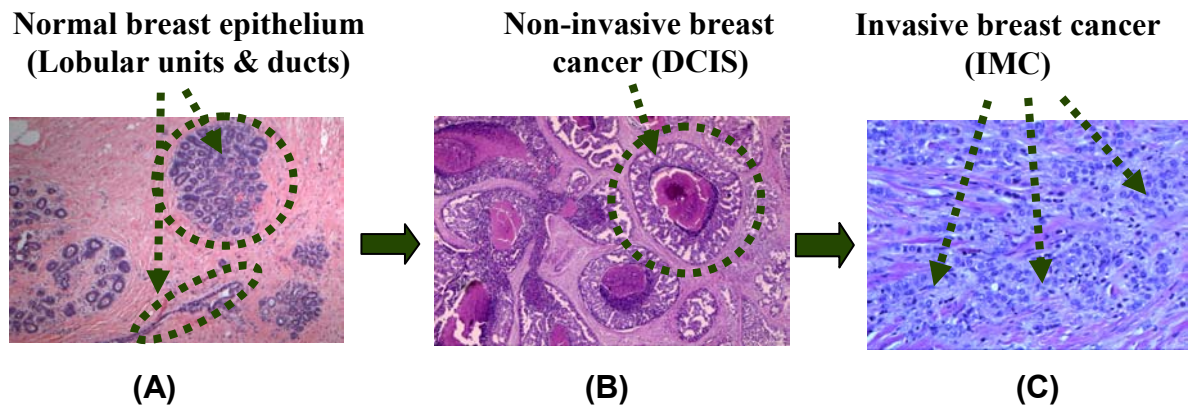 Normal breast epithelium
(Lobular units & ducts)
Non-invasive breast
cancer (DCIS)
Invasive breast cancer
(IMC)
(A)
(B)
(C)